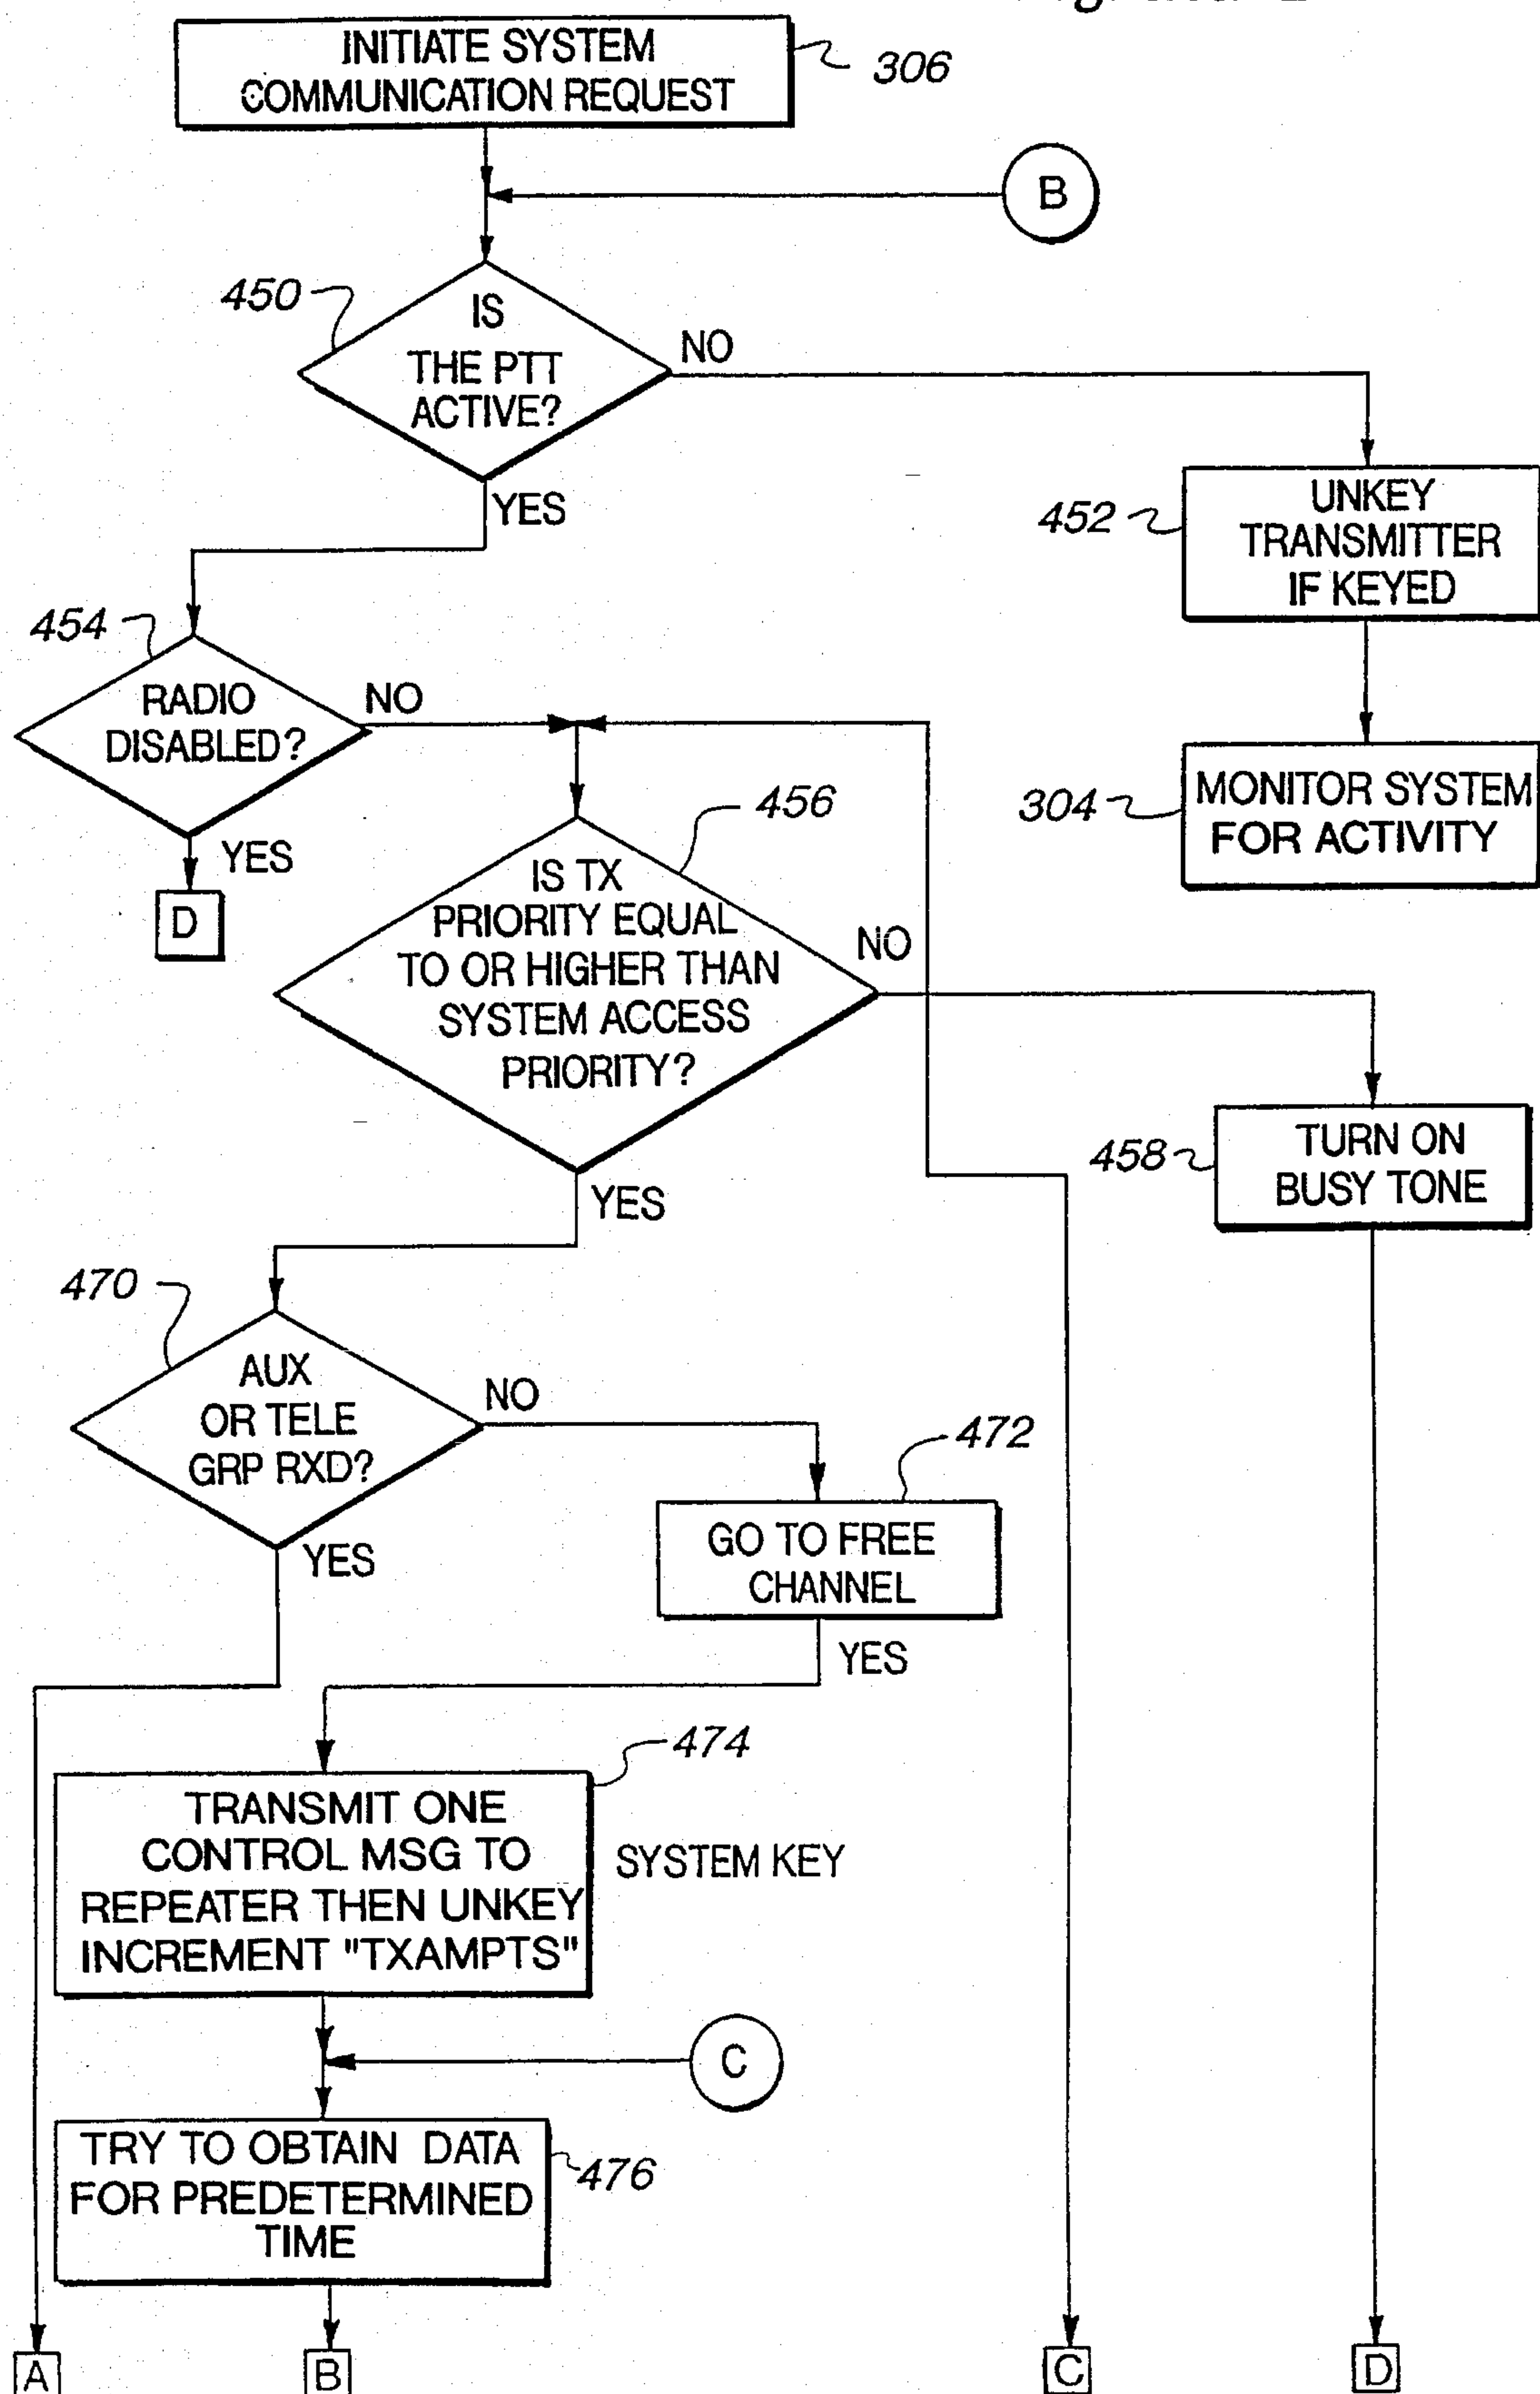 INITIATE SYSTEM
COMMUNICATION REQUEST
306
B
450
IS
THE PTT
ACTIVE?
NO
YES
452
UNKEY
TRANSMITTER
IF KEYED
454
RADIO
DISABLED?
NO
YES
D
304
MONITOR SYSTEM
FOR ACTIVITY
456
IS TX
PRIORITY EQUAL
TO OR HIGHER THAN
SYSTEM ACCESS
PRIORITY?
NO
YES
458
TURN ON
BUSY TONE
470
AUX
OR TELE
GRP RXD?
NO
YES
472
GO TO FREE
CHANNEL
YES
474
TRANSMIT ONE
CONTROL MSG TO
REPEATER THEN UNKEY
INCREMENT "TXAMPTS"
SYSTEM KEY
C
TRY TO OBTAIN DATA
FOR PREDETERMINED
TIME
476
A
B
C
D